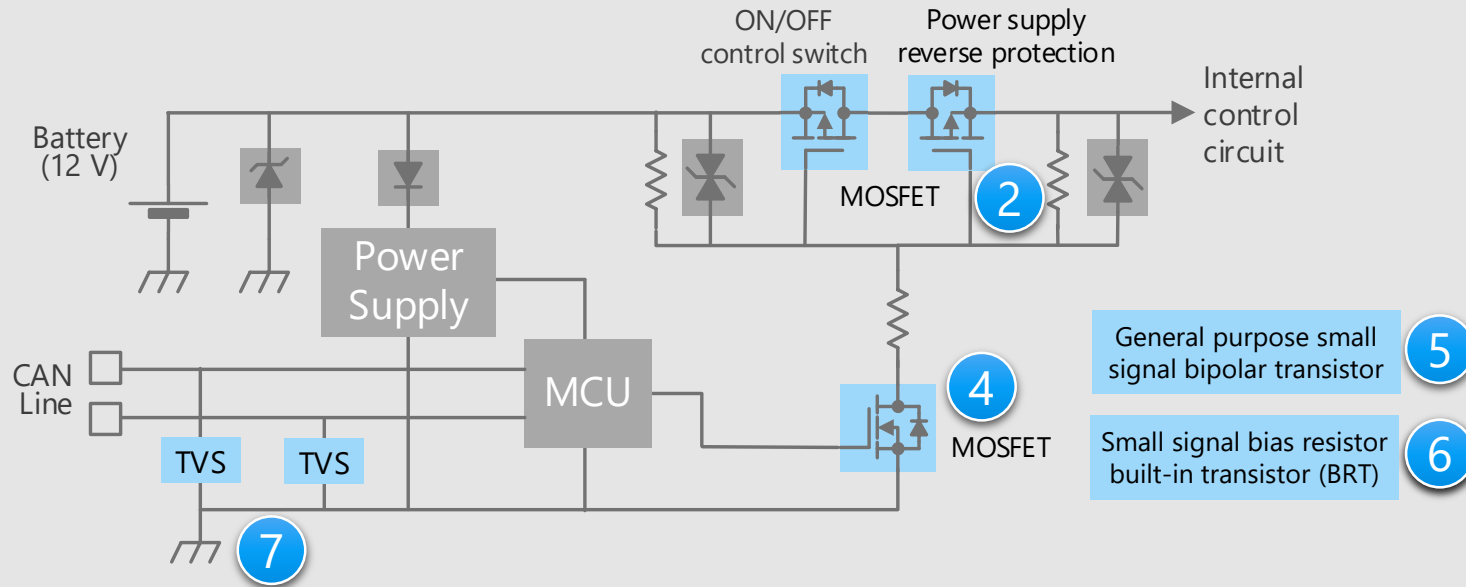 ON/OFF
control switch
Power supply
reverse protection
Internal
control
circuit
Battery
(12 V)
MOSFET
2
Power
Supply
General purpose small
signal bipolar transistor
5
CAN
Line
MCU
4
MOSFET
Small signal bias resistor
built-in transistor (BRT)
6
TVS
TVS
7